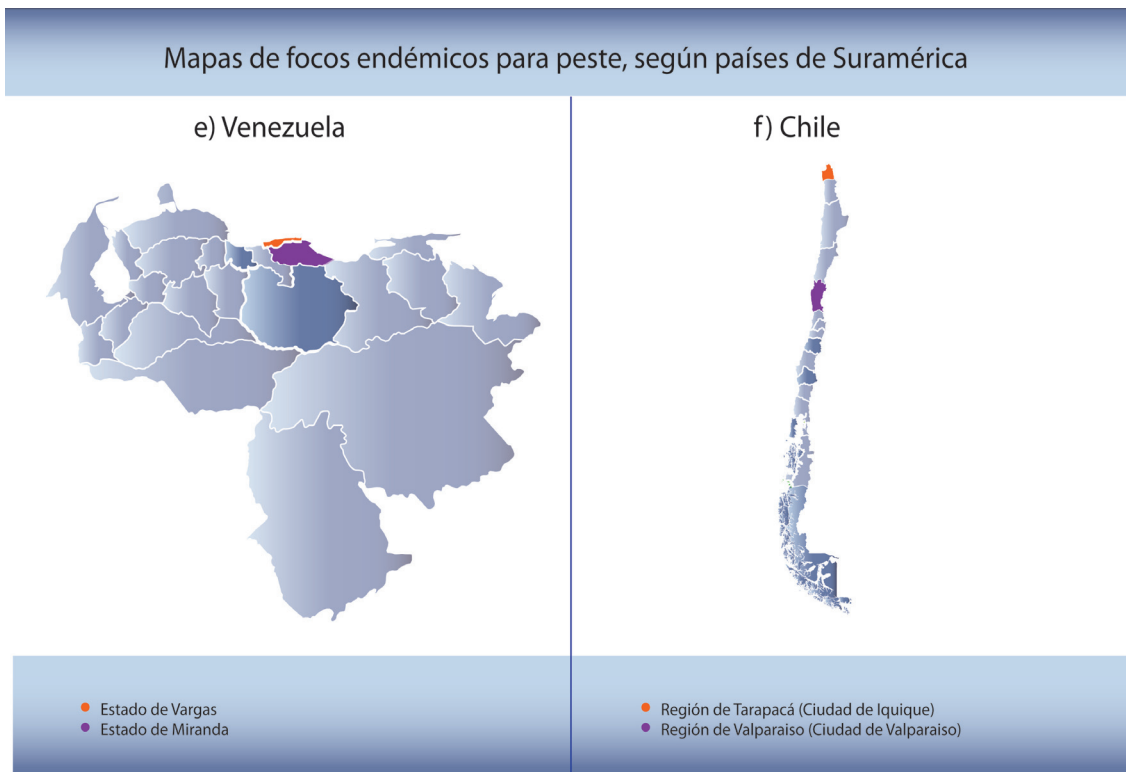 Mapas de focos endémicos para peste, según países de Suramérica
e) Venezuela
f) Chile
Estado de Vargas
Estado de Miranda
Región de Tarapacá (Ciudad de Iquique)
Región de Valparaiso (Ciudad de Valparaiso)